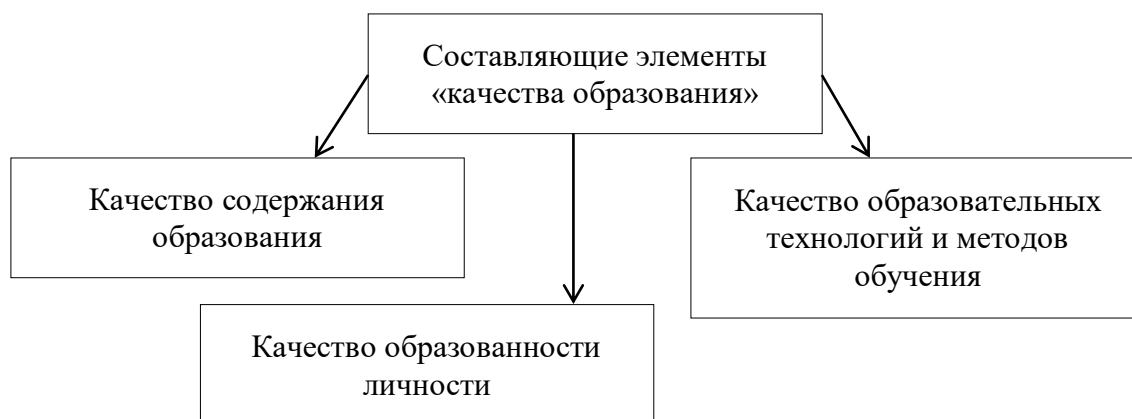 Составляющие элементы
«качества образования»
Качество содержания
образования
Качество образовательных
технологий и методов
обучения
Качество образованности
личности